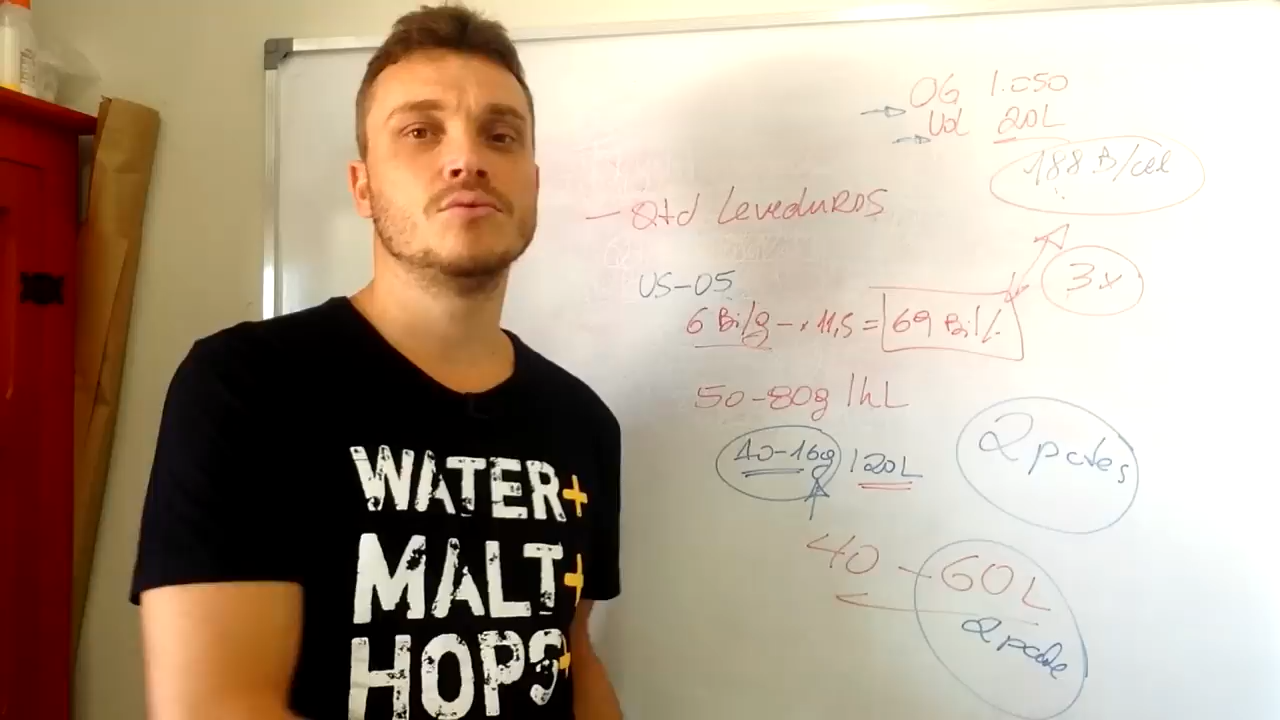 OG 1.050
Vol 20L
188 B/cel
- Qtd LeveduRAS
3x
US-05
6 Bi/g - x 11,5 = 69 Bi/
50-80g /hL
10-16g / 20L
2 pctes
40 - 60L
2 pcte
WATER+
MALT+
HOPS+